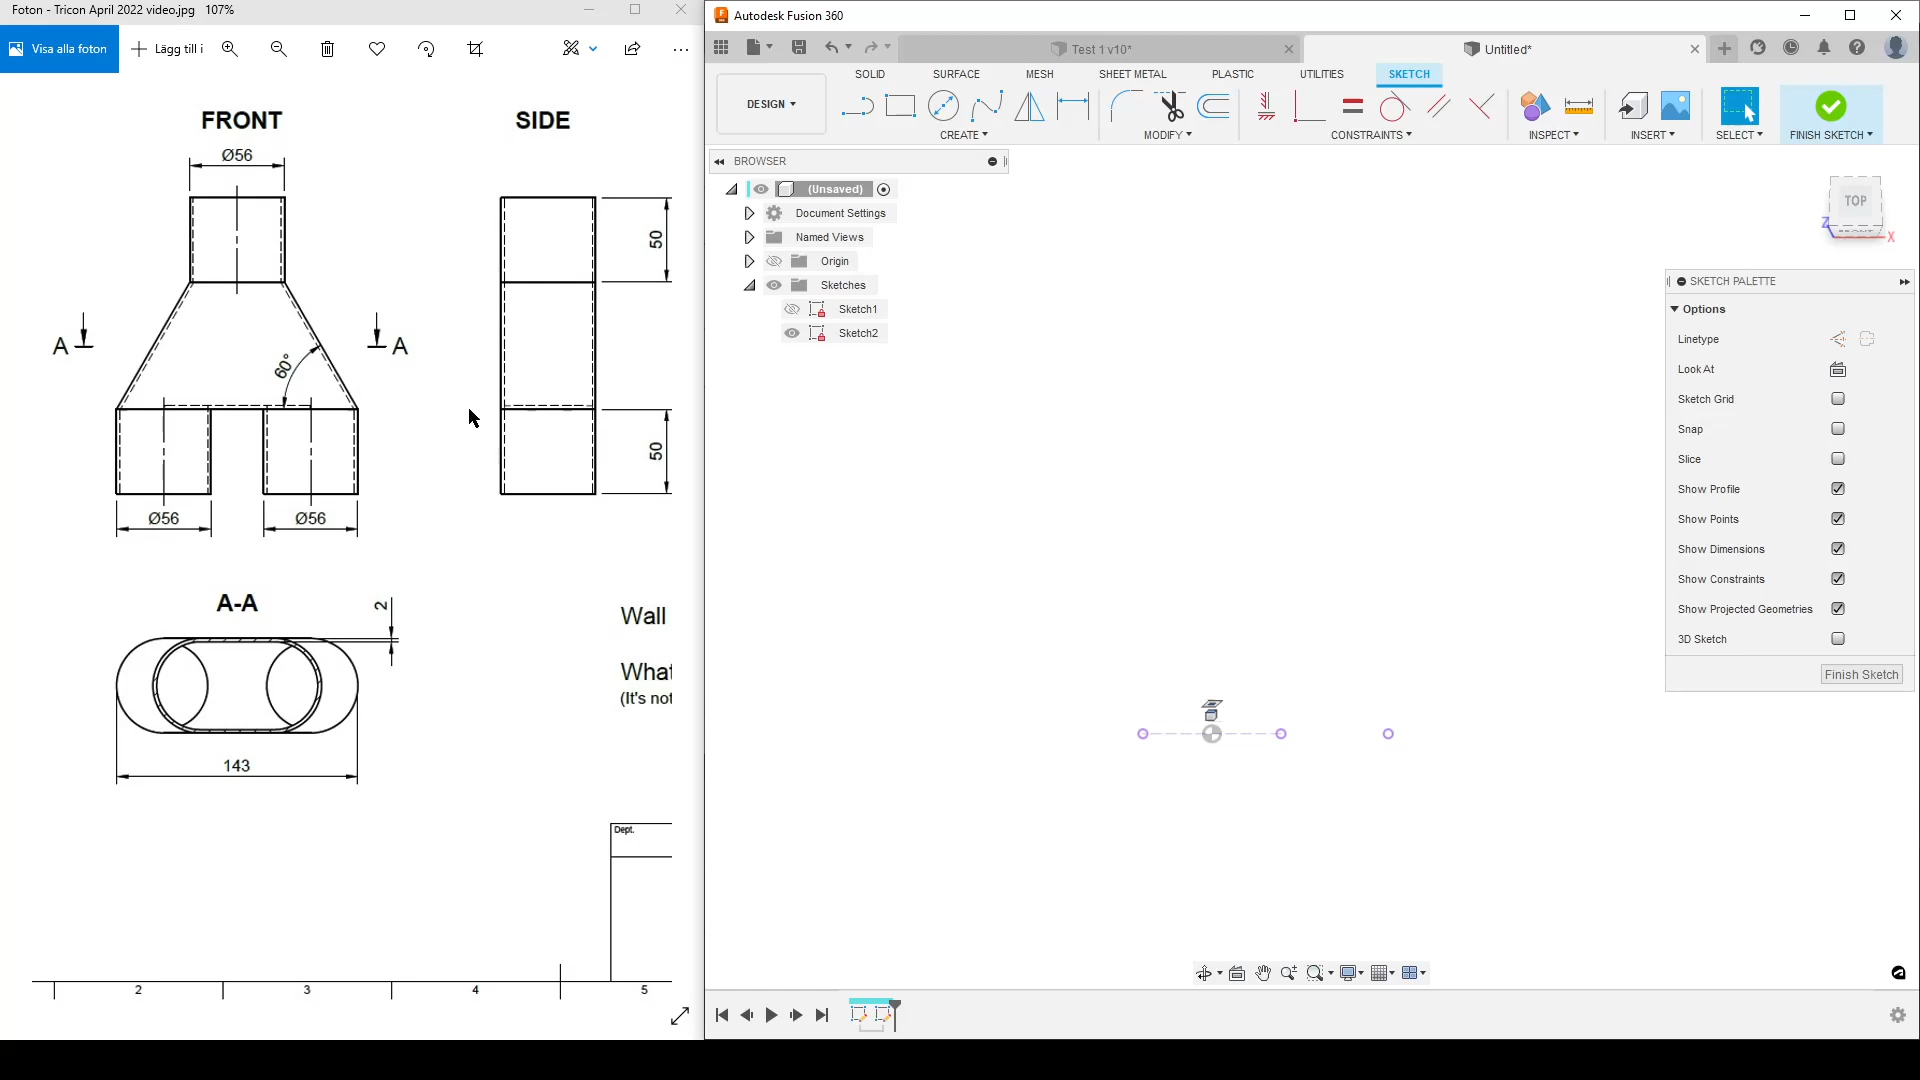 Foton - Tricon April 2022 video.jpg 107%
Visa alla foton
Lägg till i
FRONT
SIDE
Ø56
50
A
A
60°
50
Ø56
Ø56
A-A
2
Wall
What
(It's not
143
Dept.
2
3
4
5
Autodesk Fusion 360
Test 1 v10*
Untitled*
SOLID
SURFACE
MESH
SHEET METAL
PLASTIC
UTILITIES
SKETCH
DESIGN
CREATE
MODIFY
CONSTRAINTS
INSPECT
INSERT
SELECT
FINISH SKETCH
BROWSER
(Unsaved)
Document Settings
Named Views
Origin
Sketches
Sketch1
Sketch2
TOP
FRONT
Z
X
SKETCH PALETTE
Options
Linetype
Look At
Sketch Grid
Snap
Slice
Show Profile
Show Points
Show Dimensions
Show Constraints
Show Projected Geometries
3D Sketch
Finish Sketch